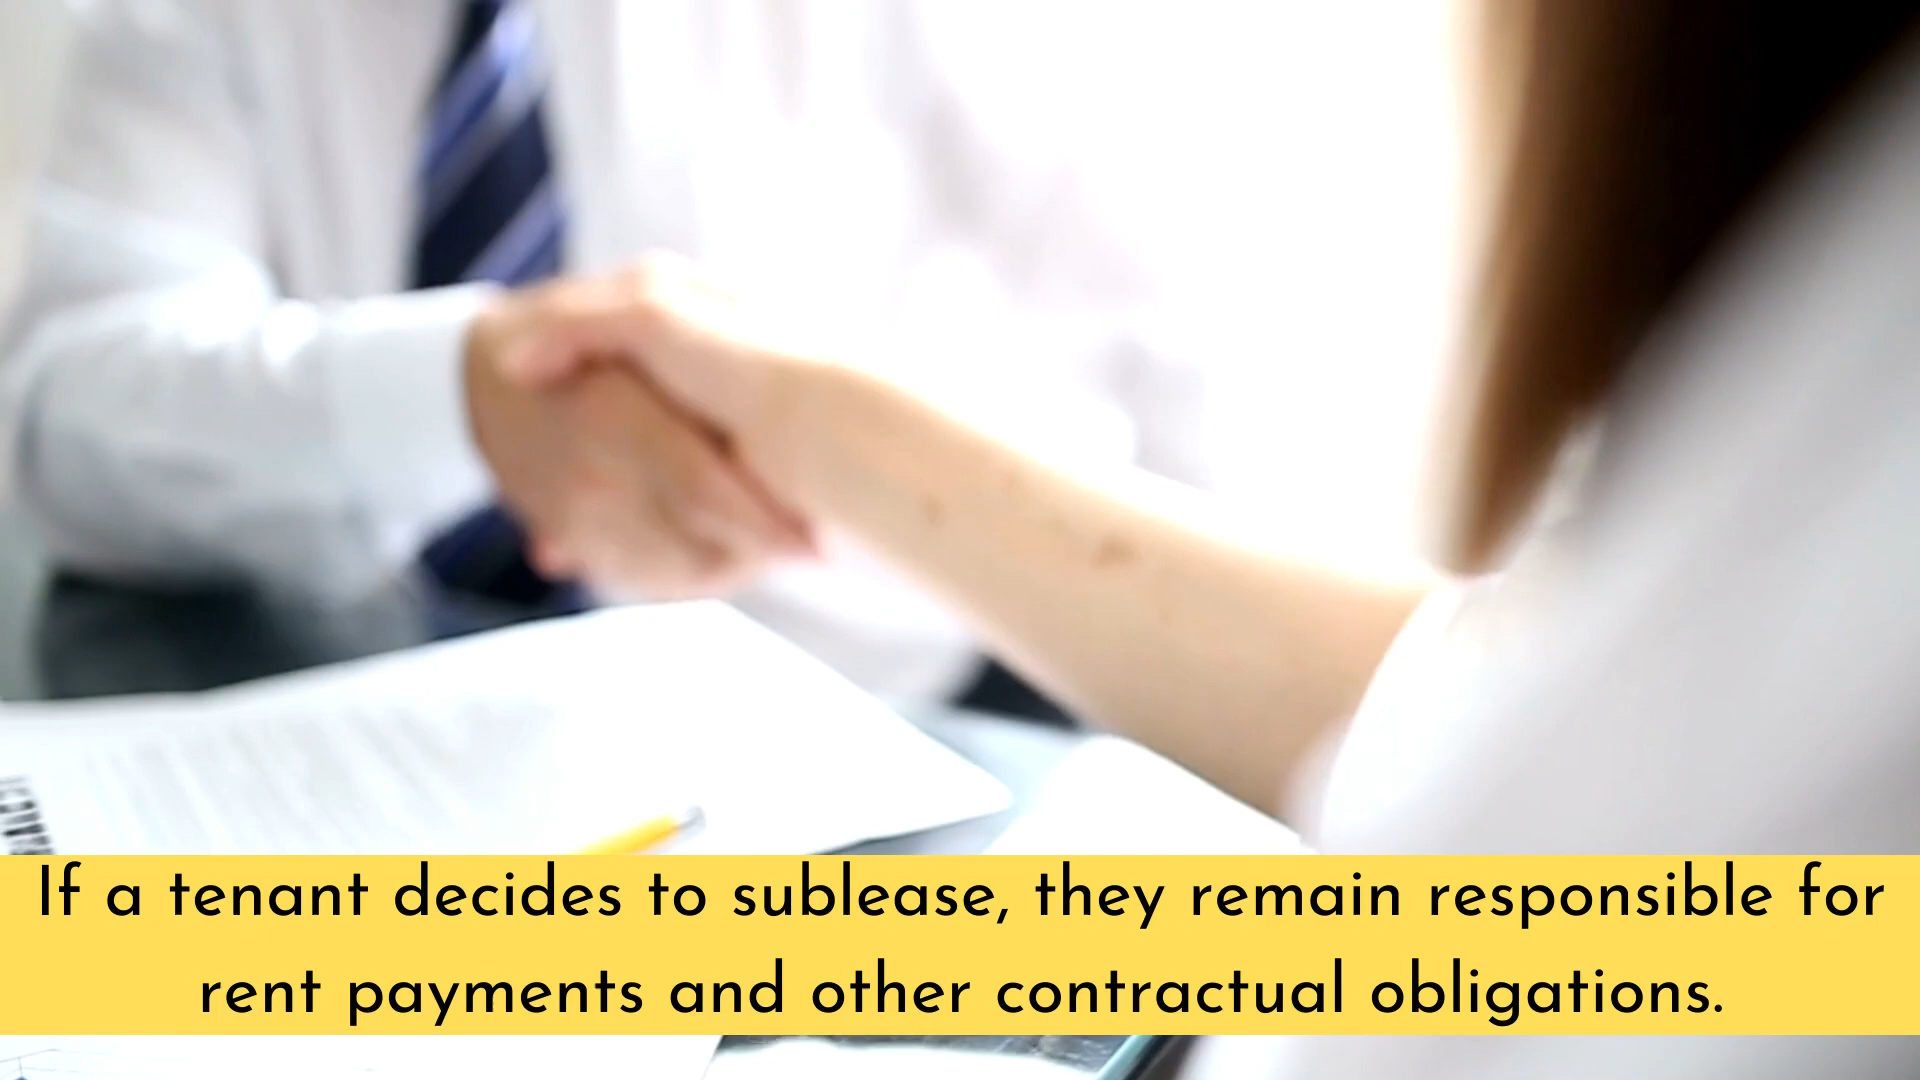 If a tenant decides to sublease, they remain responsible for
rent payments and other contractual obligations.